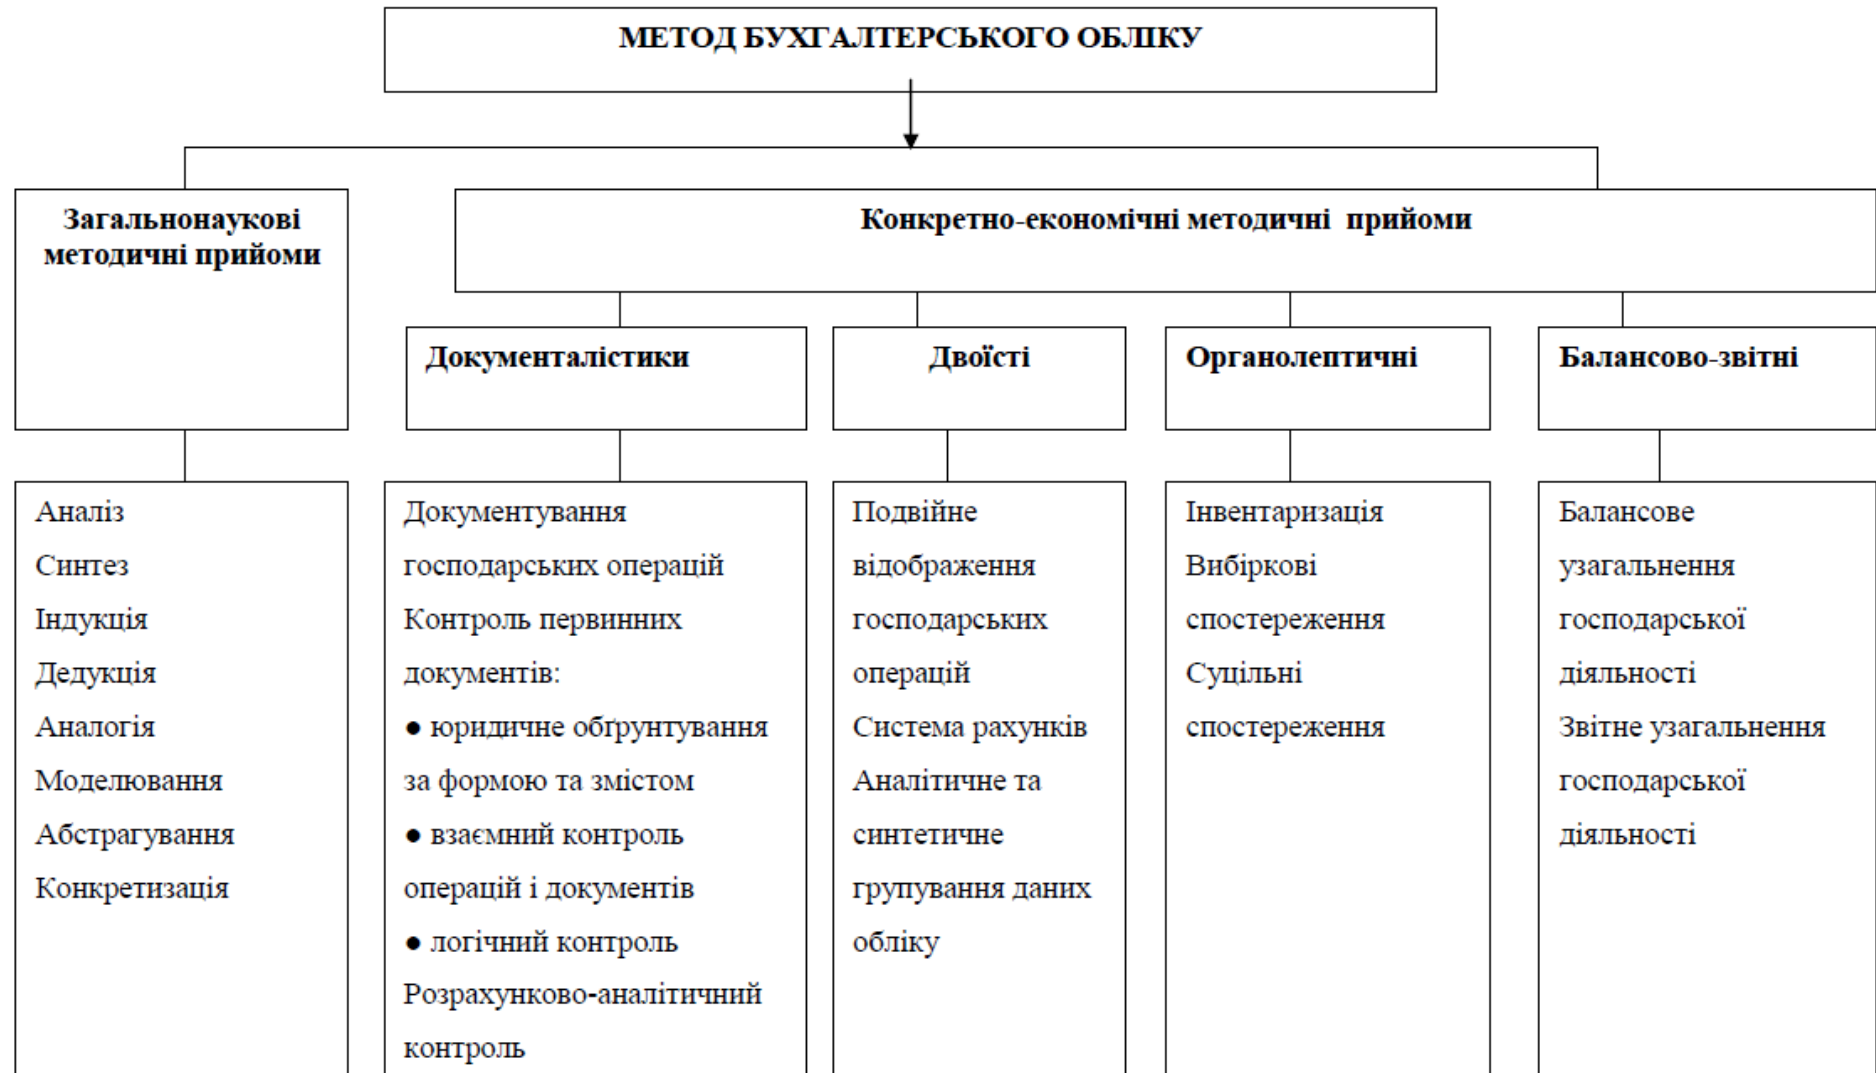 МЕТОД БУХГАЛТЕРСЬКОГО ОБЛІКУ
Загальнонаукові
методичні прийоми
Конкретно-економічні методичні прийоми
Документалістики
Двоїсті
Органолептичні
Балансово-звітні
Аналіз
Синтез
Індукція
Дедукція
Аналогія
Моделювання
Абстрагування
Конкретизація
Документування
господарських операцій
Контроль первинних
документів:
● юридичне обґрунтування
за формою та змістом
● взаємний контроль
операцій і документів
● логічний контроль
Розрахунково-аналітичний
контроль
Подвійне
відображення
господарських
операцій
Система рахунків
Аналітичне та
синтетичне
групування даних
обліку
Інвентаризація
Вибіркові
спостереження
Суцільні
спостереження
Балансове
узагальнення
господарської
діяльності
Звітне узагальнення
господарської
діяльності